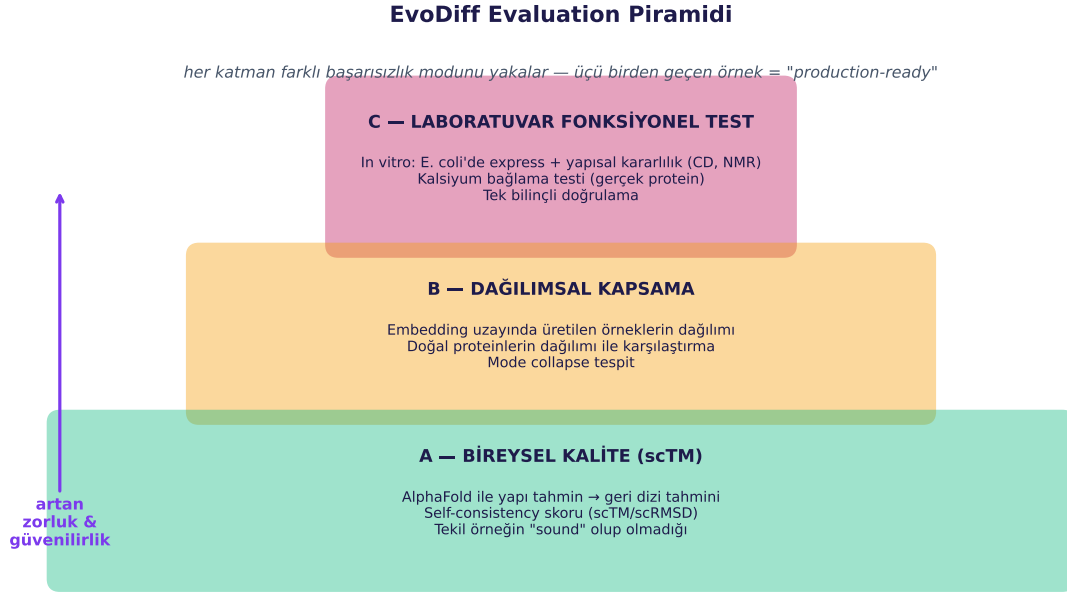 EvoDiff Evaluation Piramidi
her katman farklı başarısızlık modunu yakalar — üçü birden geçen örnek = "production-ready"
C — LABORATUVAR FONKSİYONEL TEST
In vitro: E. coli'de express + yapısal kararlılık (CD, NMR)
Kalsiyum bağlama testi (gerçek protein)
Tek bilinçli doğrulama
B — DAĞILIMSAL KAPSAMA
Embedding uzayında üretilen örneklerin dağılımı
Doğal proteinlerin dağılımı ile karşılaştırma
Mode collapse tespit
A — BİREYSEL KALİTE (scTM)
AlphaFold ile yapı tahmin → geri dizi tahmini
Self-consistency skoru (scTM/scRMSD)
Tekil örneğin "sound" olup olmadığı
artan
zorluk &
güvenilirlik